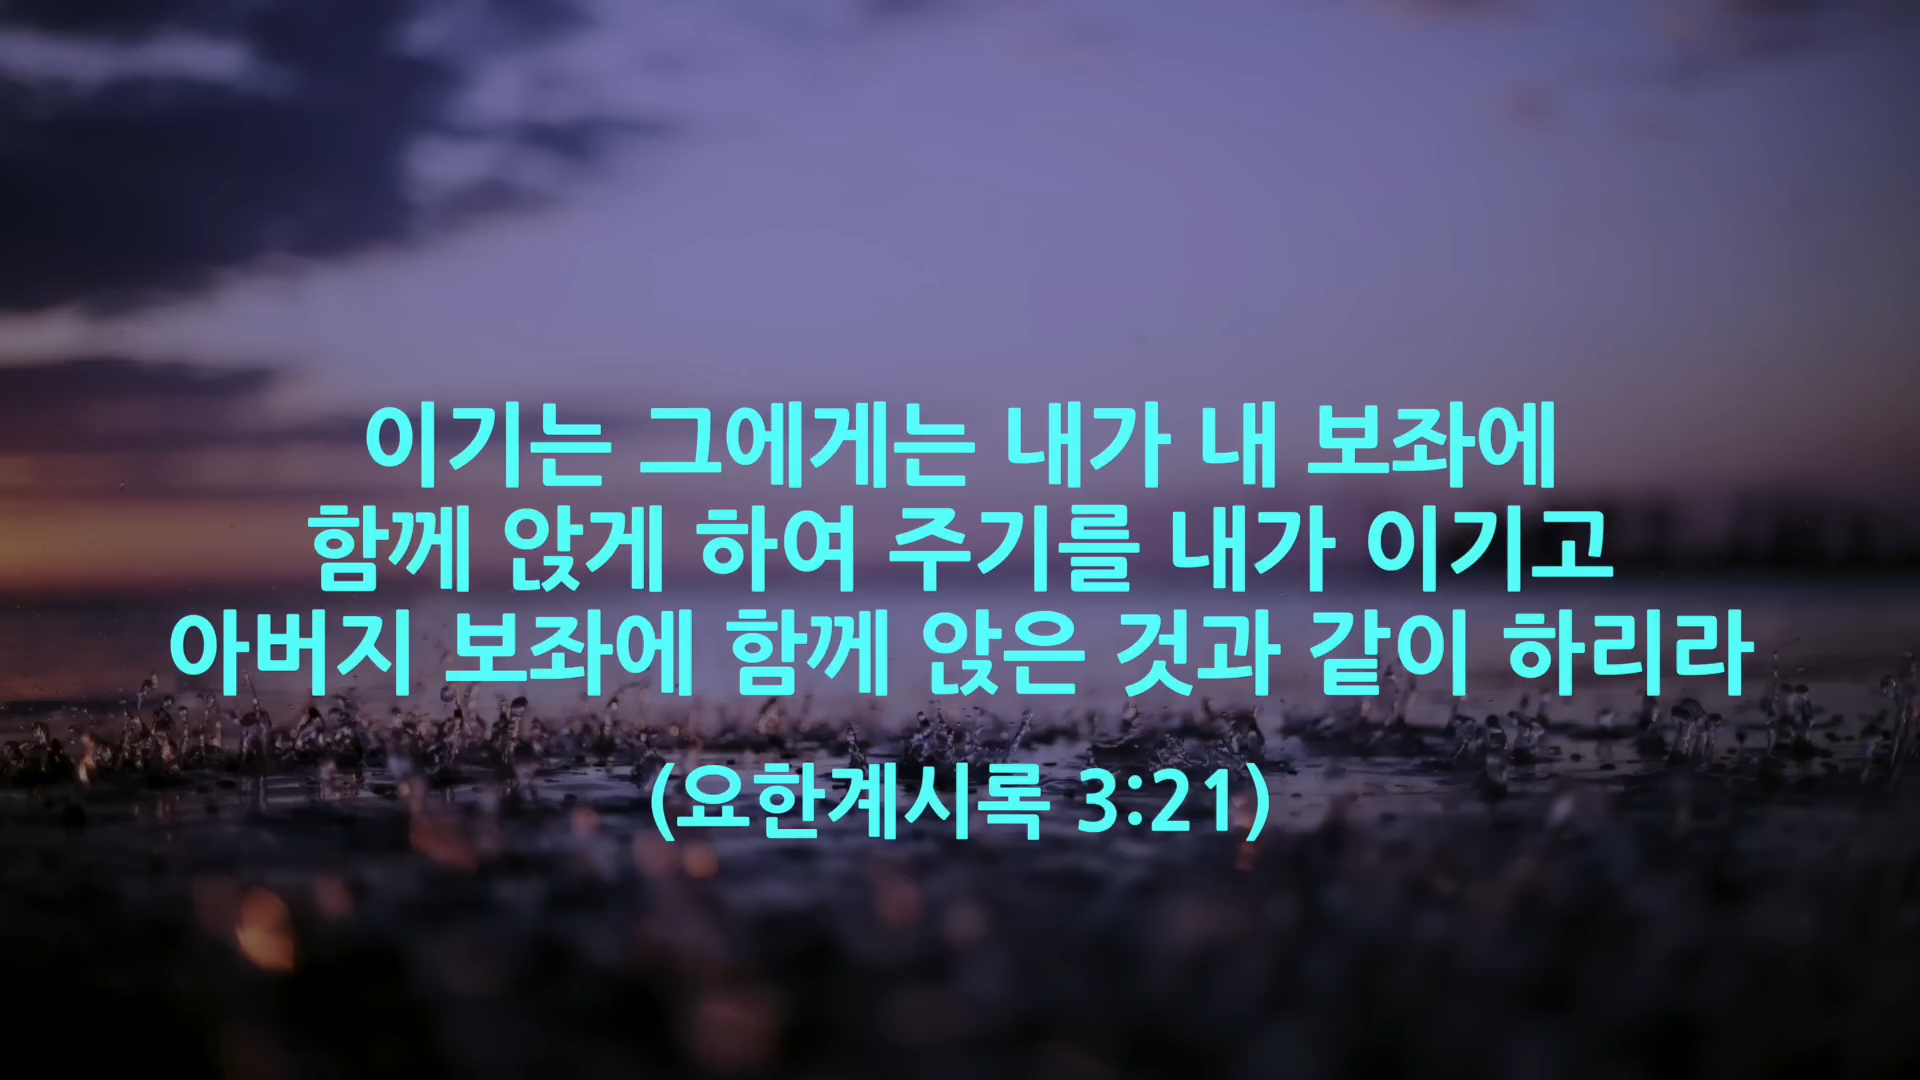 이기는 그에게는 내가 내 보좌에
함께 앉게 하여 주기를 내가 이기고
아버지 보좌에 함께 앉은 것과 같이 하리라
(요한계시록 3:21)